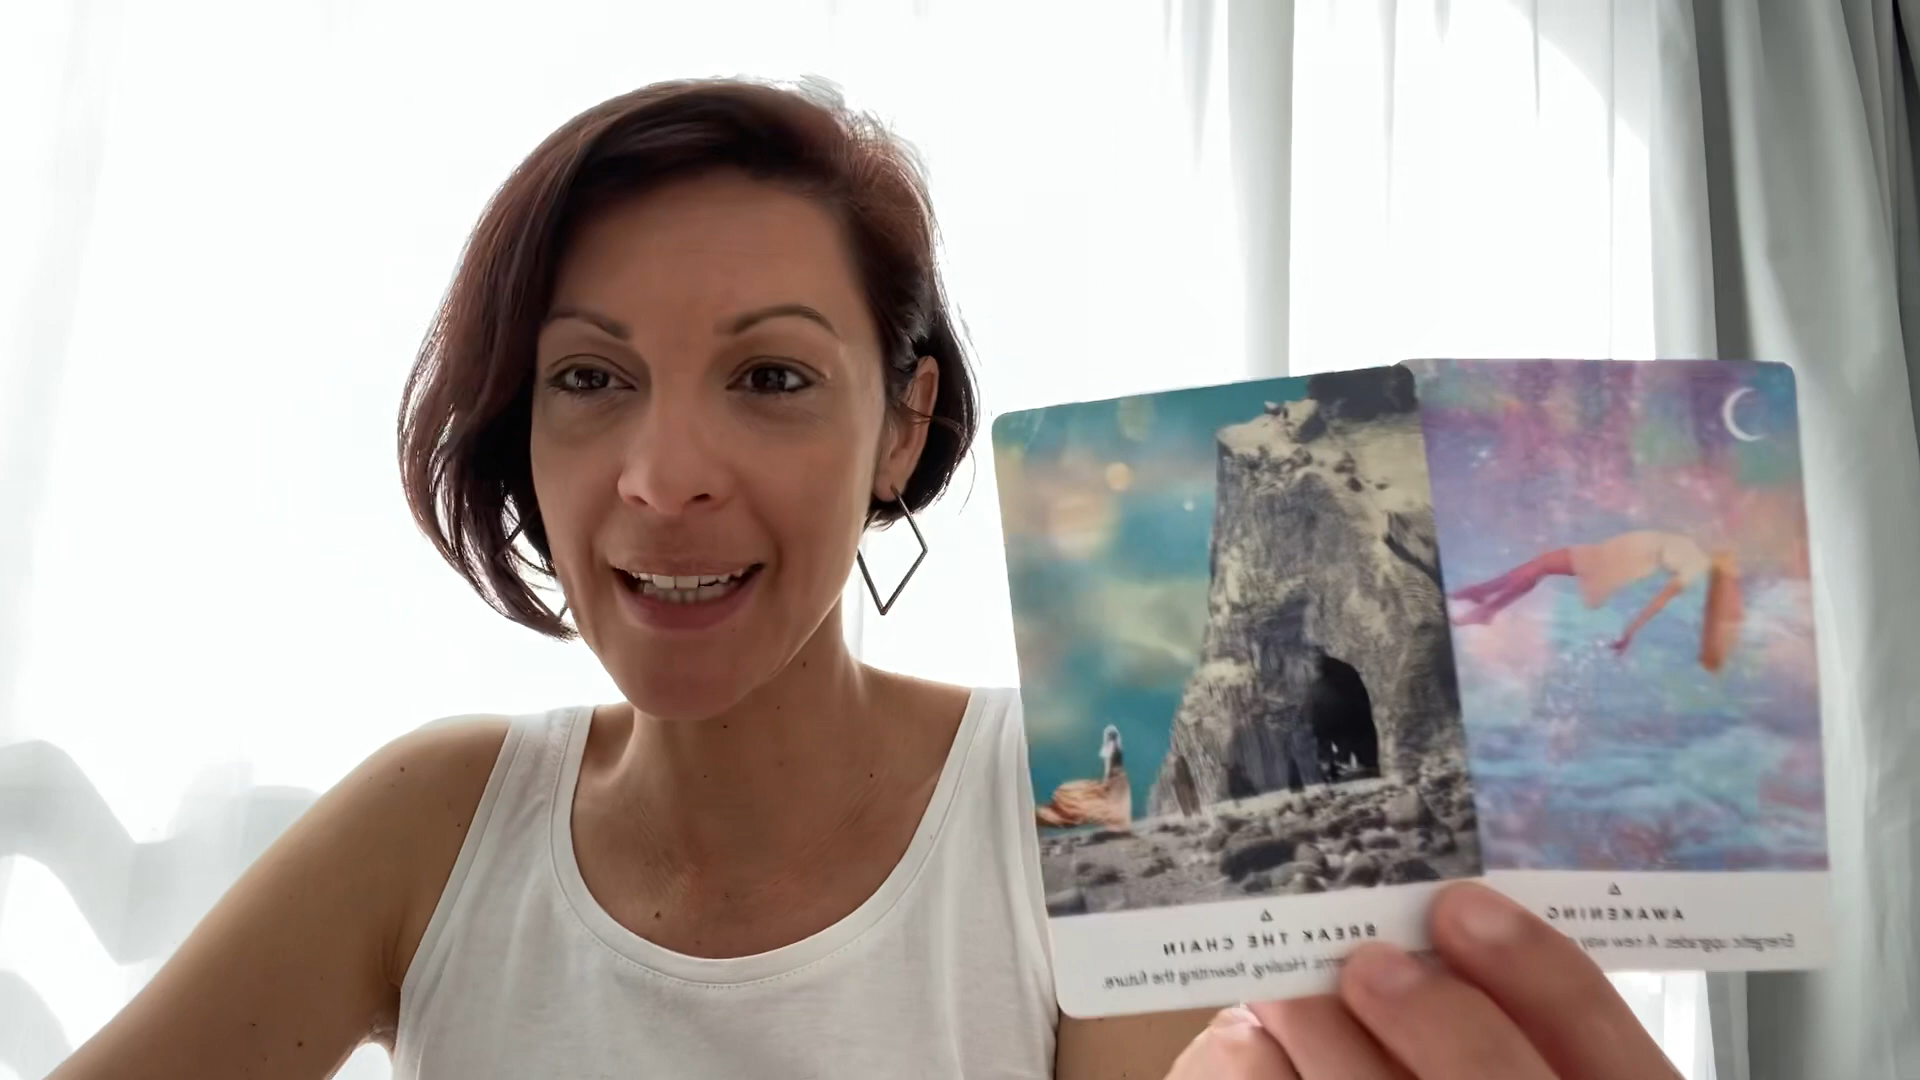 BREAK THE CHAIN
Healing. Rewriting the future.
AWAKENING
Energetic upgrades. A new way